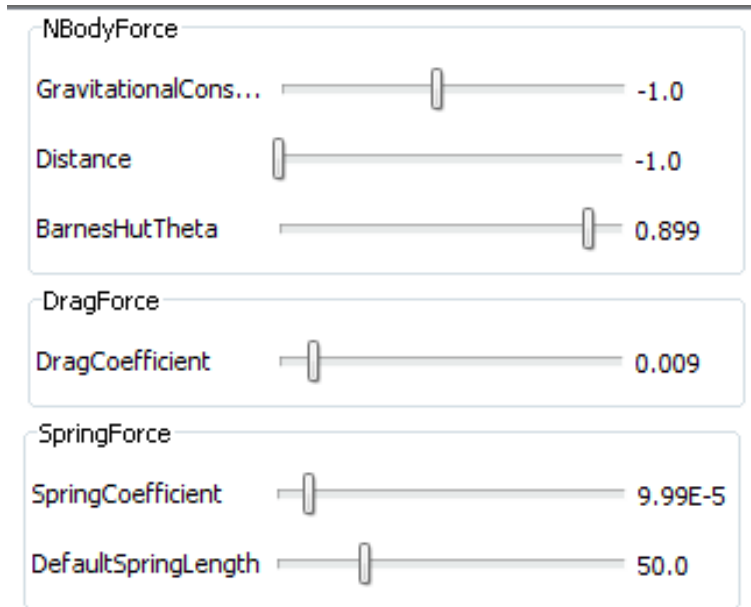 NBodyForce
GravitationalCons... -1.0
Distance -1.0
BarnesHutTheta 0.899
DragForce
DragCoefficient 0.009
SpringForce
SpringCoefficient 9.99E-5
DefaultSpringLength 50.0